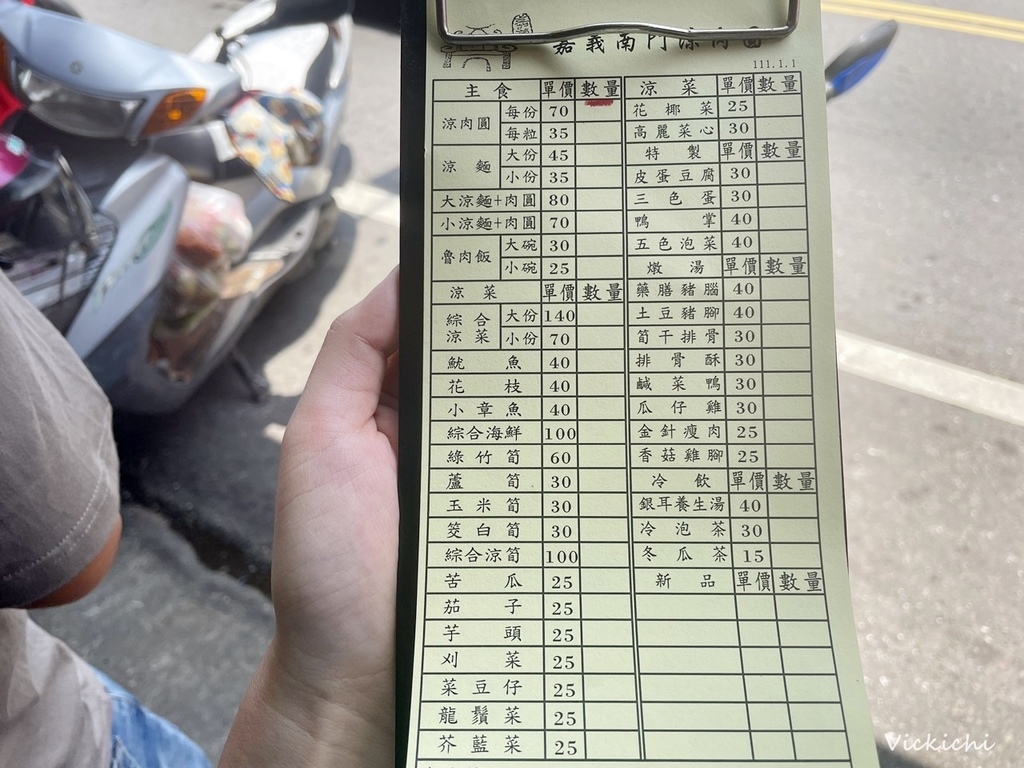 嘉義南門涼肉圓
111.1.1
主食 單價 數量
涼肉圓 每份 70
每粒 35
涼麵 大份 45
小份 35
大涼麵+肉圓 80
小涼麵+肉圓 70
魯肉飯 大碗 30
小碗 25
涼菜 單價 數量
綜合涼菜 大份 140
小份 70
魷魚 40
花枝 40
小章魚 40
綜合海鮮 100
綠竹筍 60
蘆筍 30
玉米筍 30
筊白筍 30
綜合涼筍 100
苦瓜 25
茄子 25
芋頭 25
刈菜 25
菜豆仔 25
龍鬚菜 25
芥藍菜 25
涼菜 單價 數量
花椰菜 25
高麗菜心 30
特製 單價 數量
皮蛋豆腐 30
三色蛋 30
鴨掌 40
五色泡菜 40
燉湯 單價 數量
藥膳豬腦 40
土豆豬腳 40
筍干排骨 30
排骨酥 30
鹹菜鴨 30
瓜仔雞 30
金針瘦肉 25
香菇雞腳 25
冷飲 單價 數量
銀耳養生湯 40
冷泡茶 30
冬瓜茶 15
新品 單價 數量
Vickichi